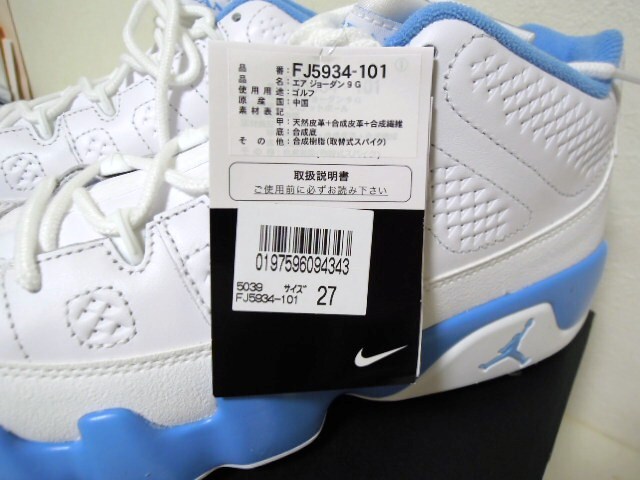 品番：FJ5934-101
品名：エア ジョーダン 9 G
使用用途：ゴルフ
原産国：中国
素材表記
甲：天然皮革+合成皮革+合成繊維
底：合成底
その他：合成樹脂(取替式スパイク)
取扱説明書
ご使用前に必ずお読み下さい
0197596094343
5039 サイズ 27
FJ5934-101